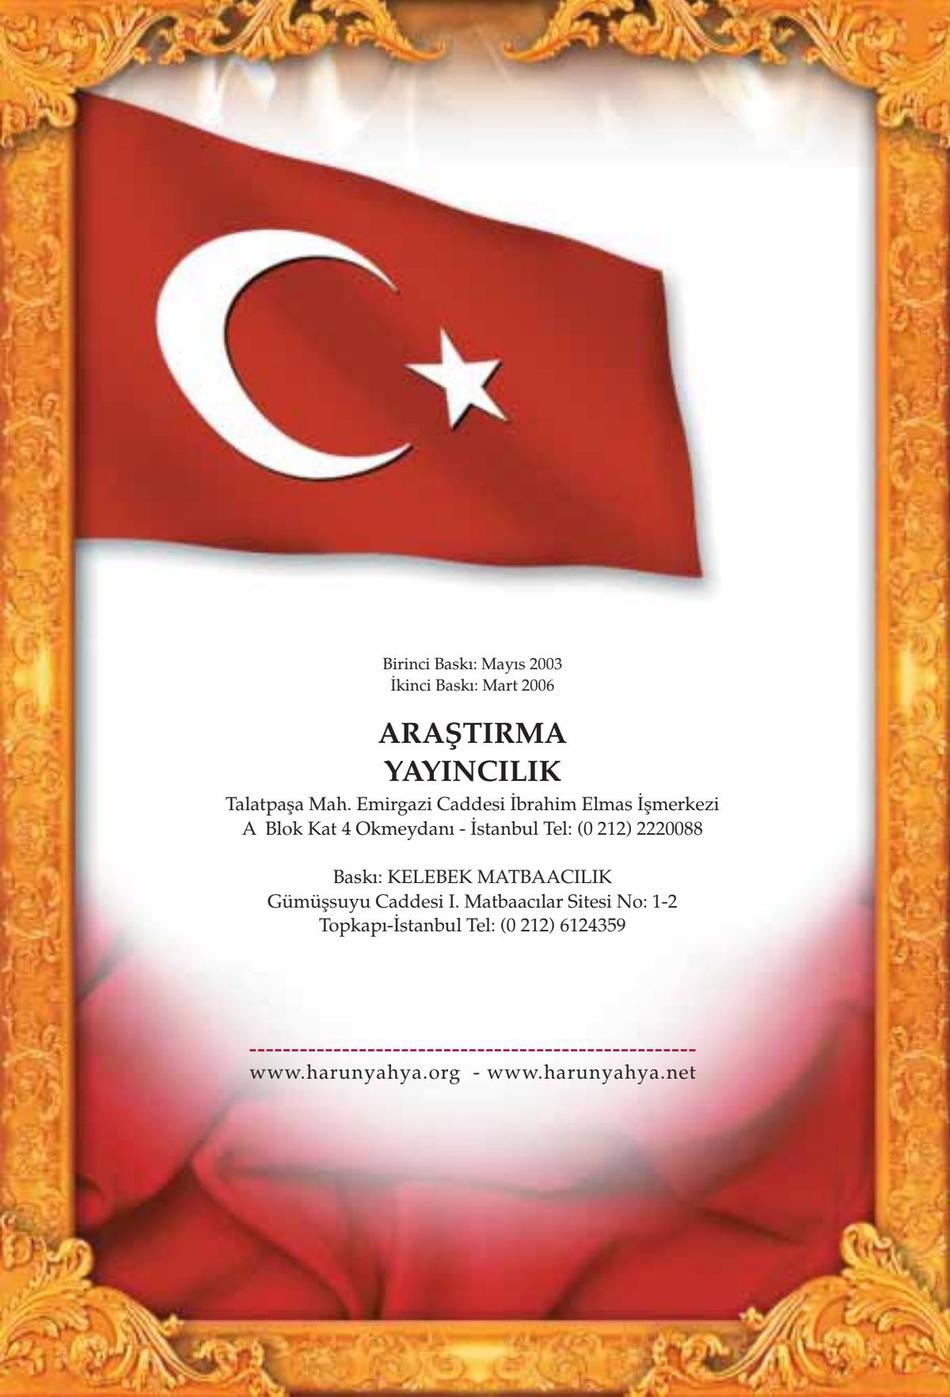 Birinci Baskı: Mayıs 2003
İkinci Baskı: Mart 2006
ARAŞTIRMA
YAYINCILIK
Talatpaşa Mah. Emirgazi Caddesi İbrahim Elmas İşmerkezi
A Blok Kat 4 Okmeydanı - İstanbul Tel: (0 212) 2220088
Baskı: KELEBEK MATBAACILIK
Gümüşsuyu Caddesi I. Matbaacılar Sitesi No: 1-2
Topkapı-İstanbul Tel: (0 212) 6124359
www.harunyahya.org - www.harunyahya.net